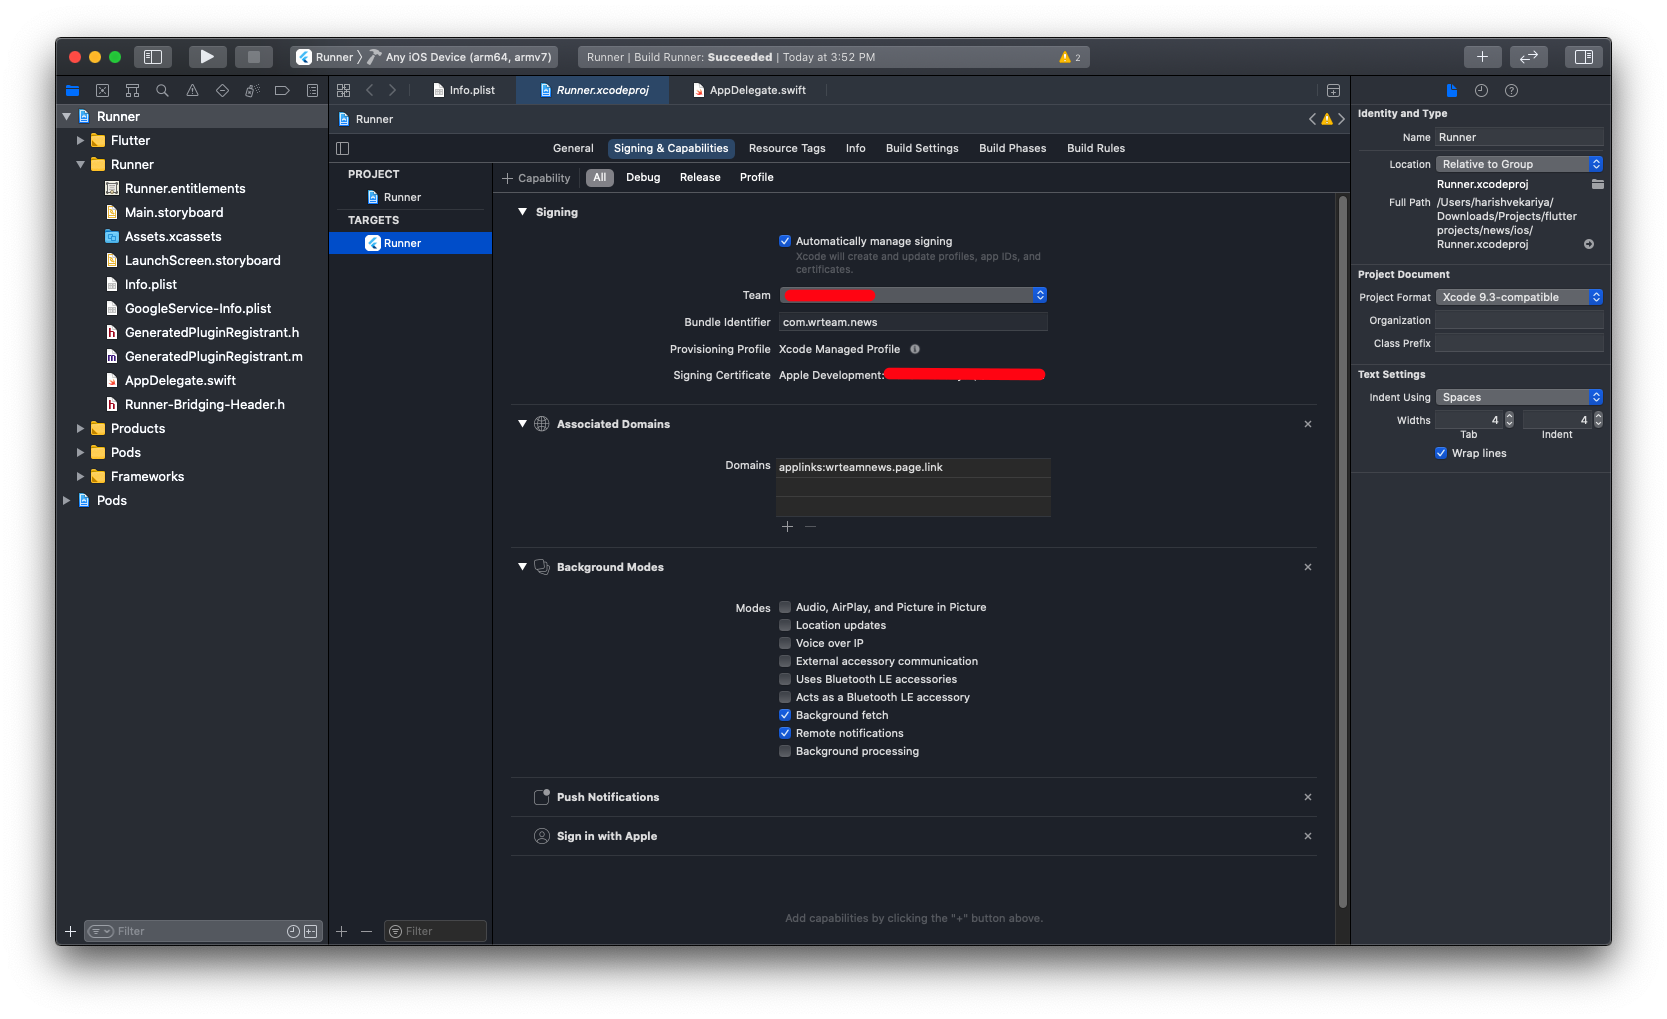 Runner
Any iOS Device (arm64, armv7)
Runner | Build Runner: Succeeded | Today at 3:52 PM
2
Info.plist
Runner.xcodeproj
AppDelegate.swift
Runner
Flutter
Runner
Runner.entitlements
Main.storyboard
Assets.xcassets
LaunchScreen.storyboard
Info.plist
GoogleService-Info.plist
GeneratedPluginRegistrant.h
GeneratedPluginRegistrant.m
AppDelegate.swift
Runner-Bridging-Header.h
Products
Pods
Frameworks
Pods
Filter
Runner
General
Signing & Capabilities
Resource Tags
Info
Build Settings
Build Phases
Build Rules
PROJECT
Runner
TARGETS
Runner
Filter
Capability
All
Debug
Release
Profile
Signing
Automatically manage signing
Xcode will create and update profiles, app IDs, and
certificates.
Team
Bundle Identifier com.wrteam.news
Provisioning Profile Xcode Managed Profile
Signing Certificate Apple Development:
Associated Domains
Domains applinks:wrteamnews.page.link
Background Modes
Modes Audio, AirPlay, and Picture in Picture
Location updates
Voice over IP
External accessory communication
Uses Bluetooth LE accessories
Acts as a Bluetooth LE accessory
Background fetch
Remote notifications
Background processing
Push Notifications
Sign in with Apple
Add capabilities by clicking the "+" button above.
Identity and Type
Name Runner
Location Relative to Group
Runner.xcodeproj
Full Path /Users/harishvekariya/
Downloads/Projects/flutter
projects/news/ios/
Runner.xcodeproj
Project Document
Project Format Xcode 9.3-compatible
Organization
Class Prefix
Text Settings
Indent Using Spaces
Widths 4 4
Tab Indent
Wrap lines